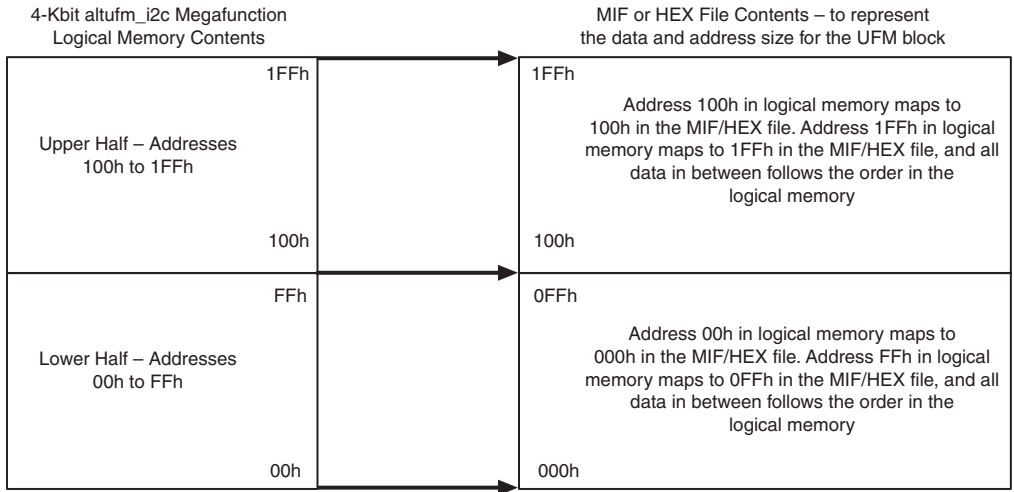 4-Kbit altufm_i2c Megafunction
Logical Memory Contents
MIF or HEX File Contents – to represent
the data and address size for the UFM block
1FFh
Upper Half – Addresses
100h to 1FFh
100h
1FFh
Address 100h in logical memory maps to
100h in the MIF/HEX file. Address 1FFh in logical
memory maps to 1FFh in the MIF/HEX file, and all
data in between follows the order in the
logical memory
100h
FFh
Lower Half – Addresses
00h to FFh
00h
0FFh
Address 00h in logical memory maps to
000h in the MIF/HEX file. Address FFh in logical
memory maps to 0FFh in the MIF/HEX file, and all
data in between follows the order in the
logical memory
000h